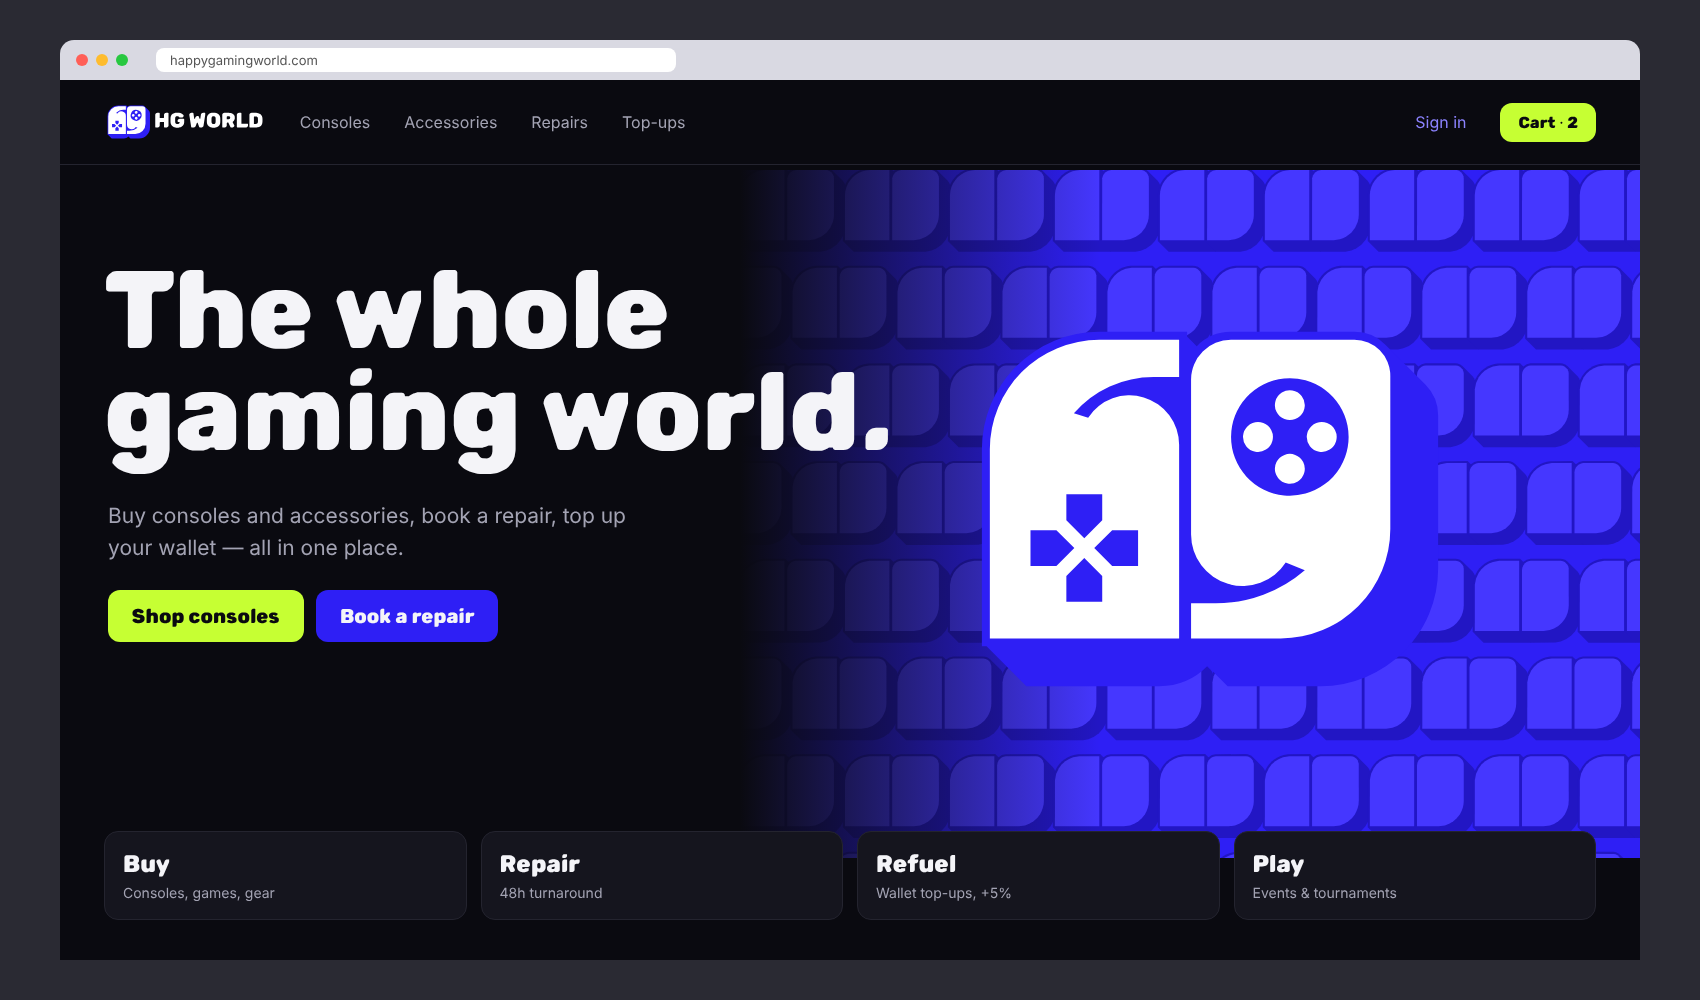 happygamingworld.com
HG WORLD
Consoles
Accessories
Repairs
Top-ups
Sign in
Cart · 2
The whole
gaming world.
Buy consoles and accessories, book a repair, top up
your wallet — all in one place.
Shop consoles
Book a repair
Buy
Consoles, games, gear
Repair
48h turnaround
Refuel
Wallet top-ups, +5%
Play
Events & tournaments